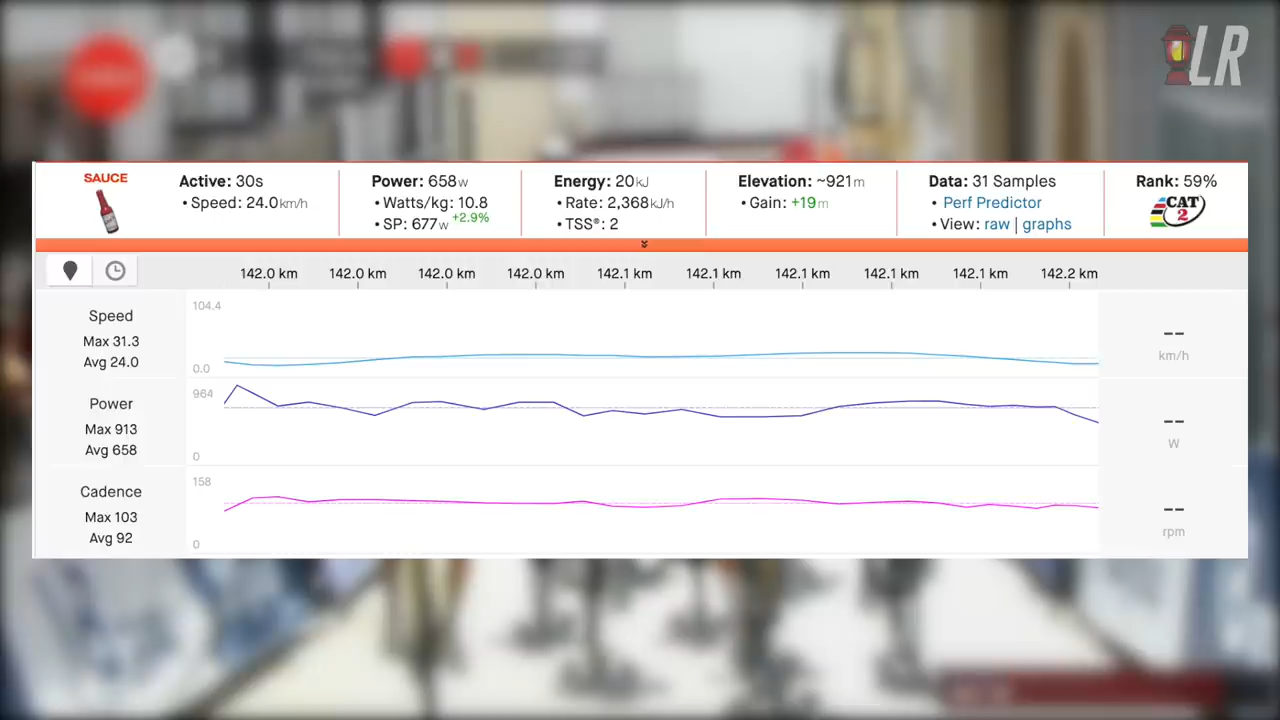 LR
SAUCE
Active: 30s
• Speed: 24.0km/h
Power: 658w
• Watts/kg: 10.8
• SP: 677w +2.9%
Energy: 20kJ
• Rate: 2,368kJ/h
• TSS®: 2
Elevation: ~921m
• Gain: +19m
Data: 31 Samples
• Perf Predictor
• View: raw | graphs
Rank: 59%
CAT
2
142.0 km 142.0 km 142.0 km 142.0 km 142.1 km 142.1 km 142.1 km 142.1 km 142.1 km 142.2 km
Speed
Max 31.3
Avg 24.0
104.4
0.0
--
km/h
Power
Max 913
Avg 658
964
0
--
W
Cadence
Max 103
Avg 92
158
0
--
rpm